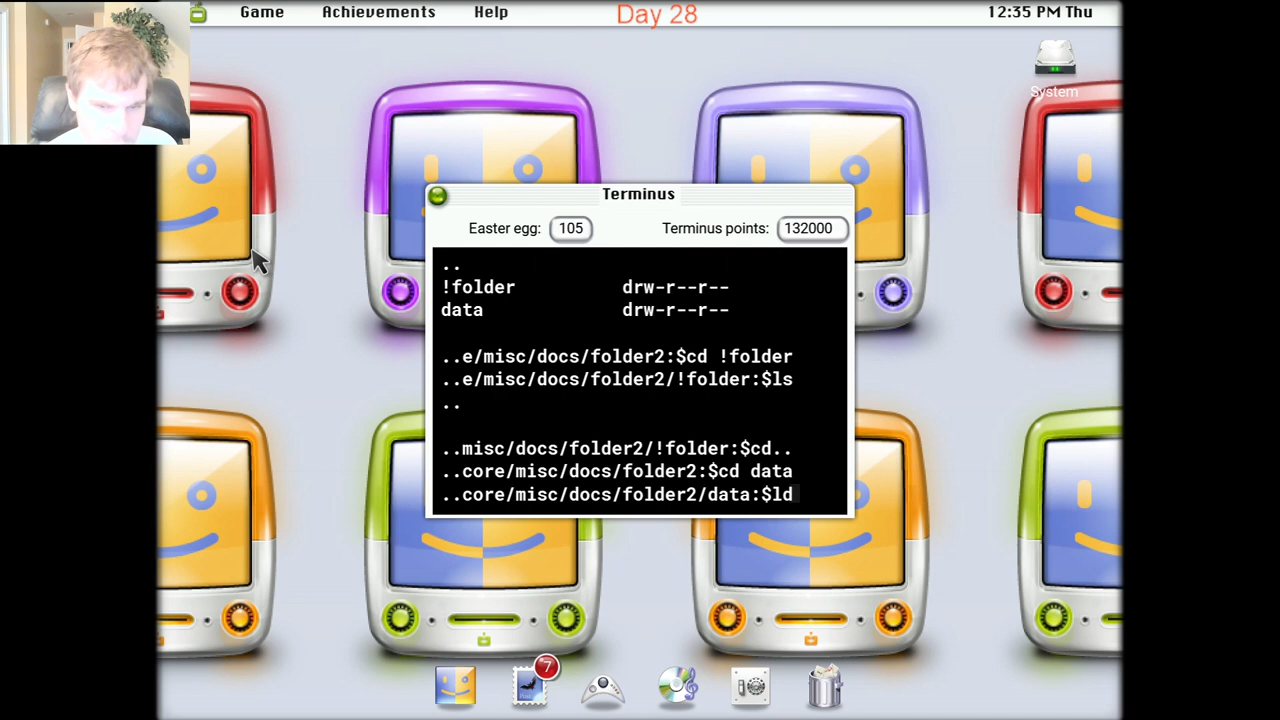 Game Achievements Help Day 28 12:35 PM Thu
System
Terminus
Easter egg: 105 Terminus points: 132000
..
!folder drw-r--r--
data drw-r--r--
..e/misc/docs/folder2:$cd !folder
..e/misc/docs/folder2/!folder:$ls
..
..misc/docs/folder2/!folder:$cd..
..core/misc/docs/folder2:$cd data
..core/misc/docs/folder2/data:$ld
7